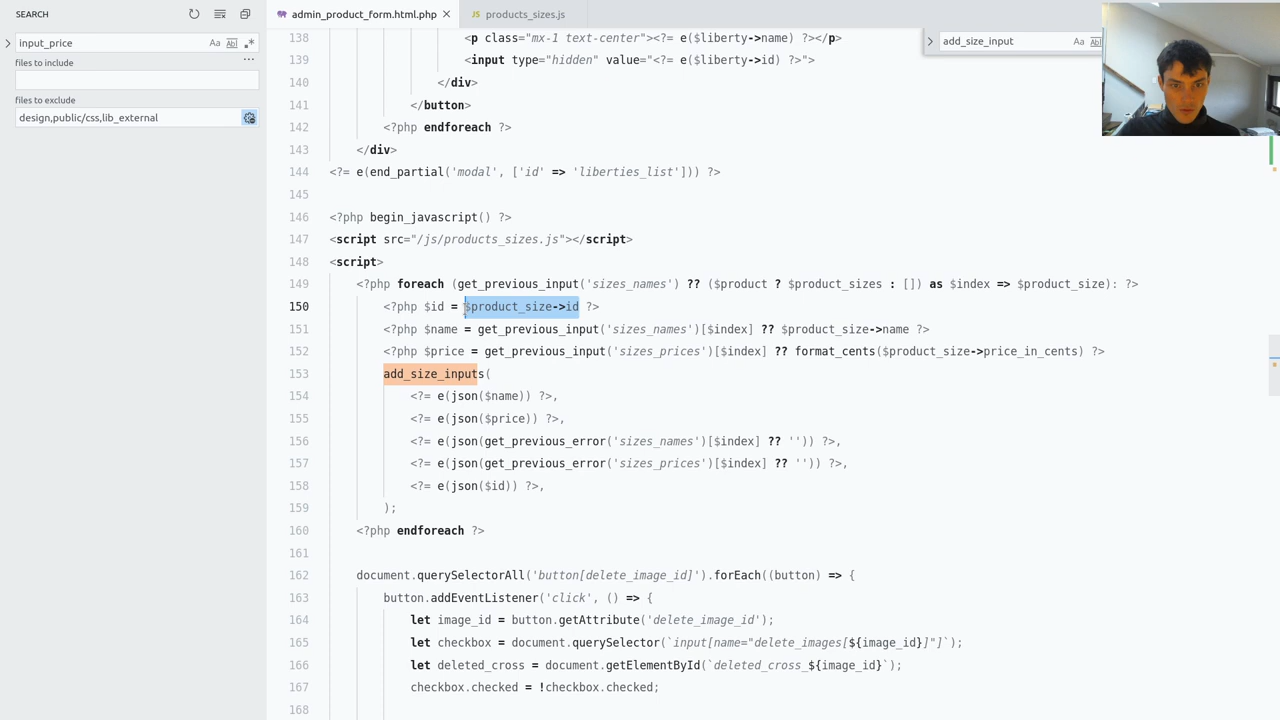 SEARCH
input_price
Aa Ab .*
files to include
...
files to exclude
design,public/css,lib_external
admin_product_form.html.php
JS products_sizes.js
add_size_input
Aa Ab
138 <p class="mx-1 text-center"><?= e($liberty->name) ?></p>
139 <input type="hidden" value="<?= e($liberty->id) ?>">
140 </div>
141 </button>
142 <?php endforeach ?>
143 </div>
144 <?= e(end_partial('modal', ['id' => 'liberties_list'])) ?>
145
146 <?php begin_javascript() ?>
147 <script src="/js/products_sizes.js"></script>
148 <script>
149 <?php foreach (get_previous_input('sizes_names') ?? ($product ? $product_sizes : []) as $index => $product_size): ?>
150 <?php $id = $product_size->id ?>
151 <?php $name = get_previous_input('sizes_names')[$index] ?? $product_size->name ?>
152 <?php $price = get_previous_input('sizes_prices')[$index] ?? format_cents($product_size->price_in_cents) ?>
153 add_size_inputs(
154 <?= e(json($name)) ?>,
155 <?= e(json($price)) ?>,
156 <?= e(json(get_previous_error('sizes_names')[$index] ?? '')) ?>,
157 <?= e(json(get_previous_error('sizes_prices')[$index] ?? '')) ?>,
158 <?= e(json($id)) ?>,
159 );
160 <?php endforeach ?>
161
162 document.querySelectorAll('button[delete_image_id]').forEach((button) => {
163 button.addEventListener('click', () => {
164 let image_id = button.getAttribute('delete_image_id');
165 let checkbox = document.querySelector(`input[name="delete_images[${image_id}]"]`);
166 let deleted_cross = document.getElementById(`deleted_cross_${image_id}`);
167 checkbox.checked = !checkbox.checked;
168